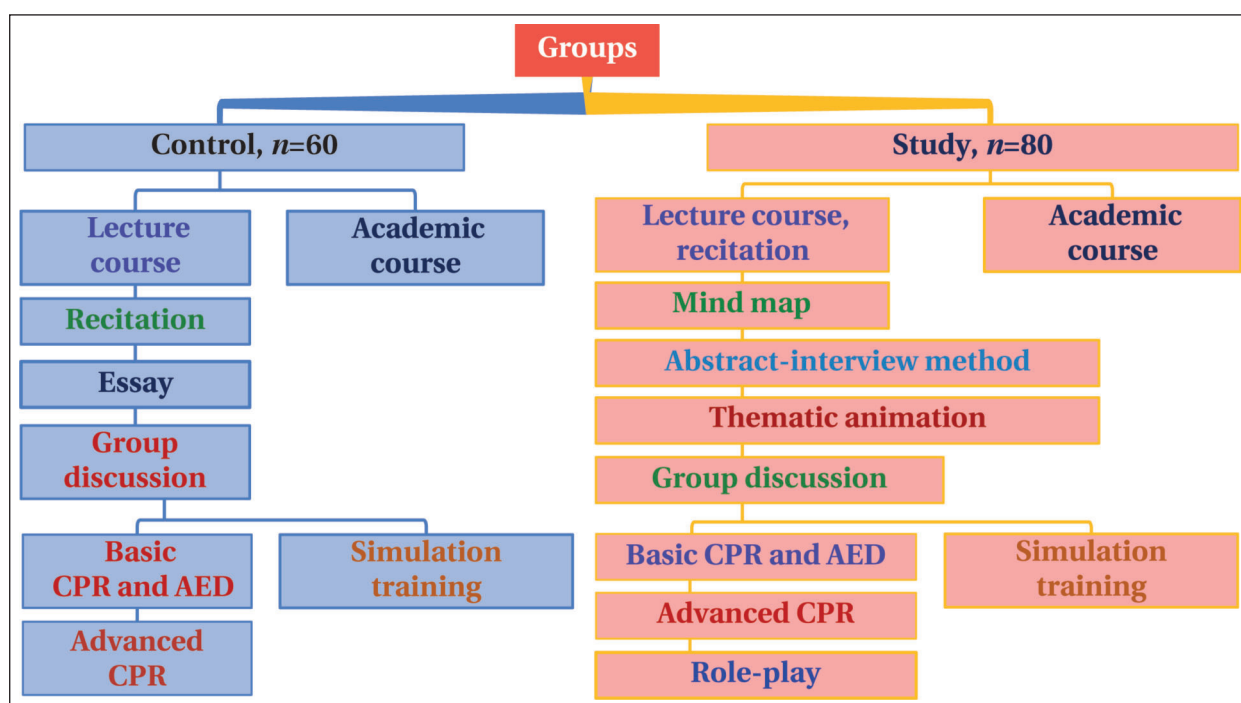 Groups
Control, n=60
Lecture
course
Academic
course
Recitation
Essay
Group
discussion
Basic
CPR and AED
Simulation
training
Advanced
CPR
Study, n=80
Lecture course,
recitation
Academic
course
Mind map
Abstract-interview method
Thematic animation
Group discussion
Basic CPR and AED
Simulation
training
Advanced CPR
Role-play